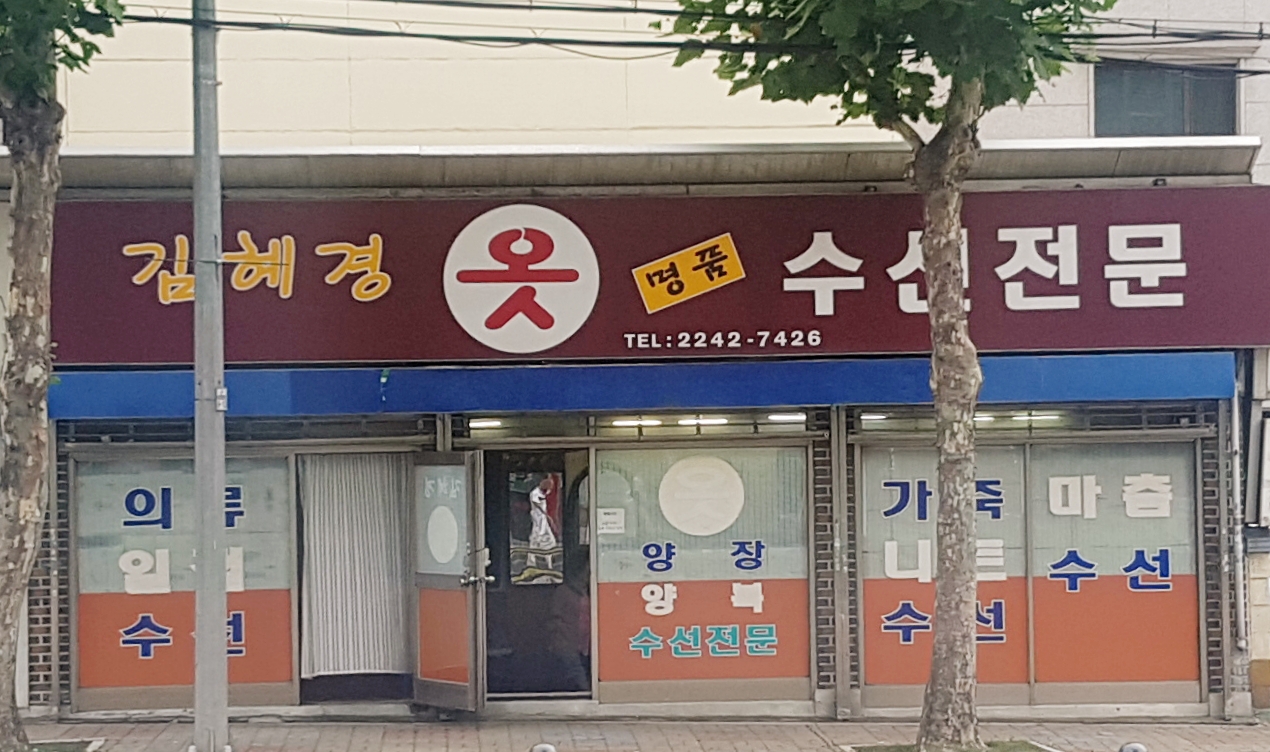 김혜경 옷 명품 수선전문
TEL:2242-7426
의류
수선
옷
양장
양복
수선전문
가죽
니트
수선
마춤
수선